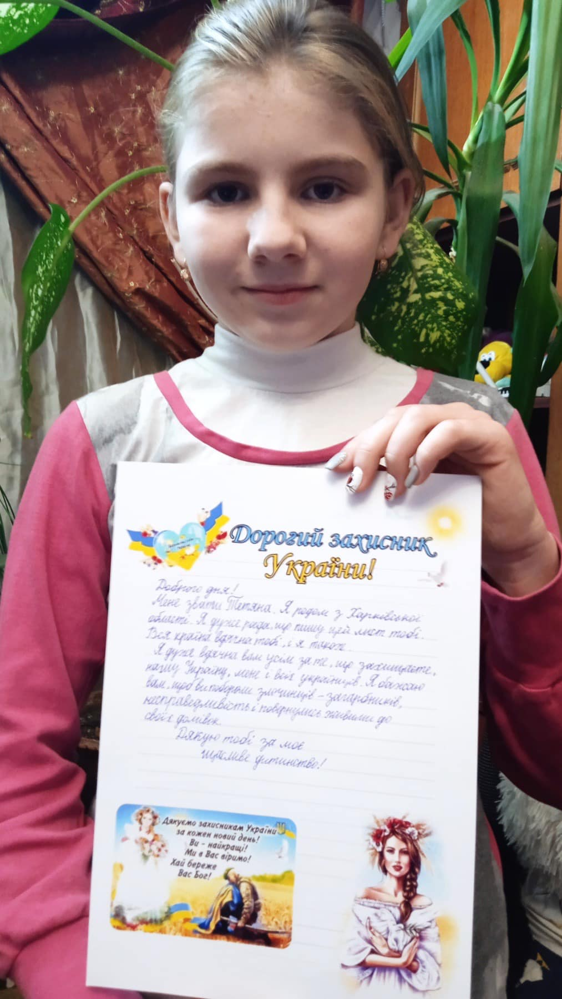 Дорогий захисник
України!
Доброго дня!
Мене звати Тетяна. Я родом з Харківської
області. Я дуже рада, що пишу цей лист тобі.
Вся країна вдячна тобі, і я також.
Я дуже вдячна вам усім за те, що захищаєте,
нашу Україну, мене і всіх українців. Я бажаю
вам, щоб ви побороли злочинців – загарбників,
несправедливість і повернулись живими до
своїх домівок.
Дякую тобі за моє
щасливе дитинство!
Дякуємо захисникам України
за кожен новий день!
Ви - найкращі!
Ми в Вас віримо!
Хай береже
Вас Бог!